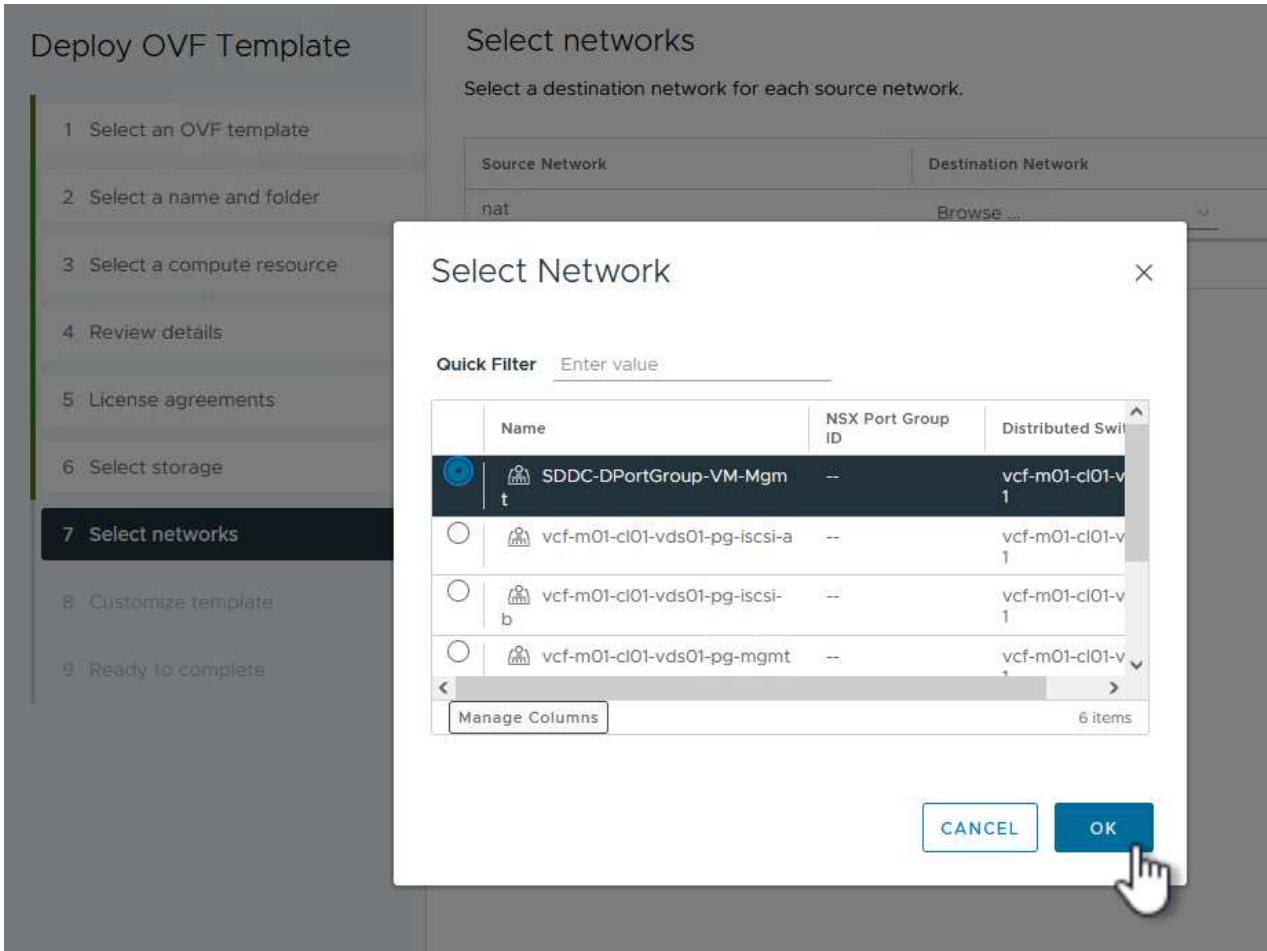 Deploy OVF Template
1 Select an OVF template
2 Select a name and folder
3 Select a compute resource
4 Review details
5 License agreements
6 Select storage
7 Select networks
8 Customize template
9 Ready to complete
Select networks
Select a destination network for each source network.
Source Network Destination Network
nat Browse ...
Select Network
Quick Filter Enter value
Name NSX Port Group Distributed Swit
ID
SDDC-DPortGroup-VM-Mgm -- vcf-m01-cl01-v
t 1
vcf-m01-cl01-vds01-pg-iscsi-a -- vcf-m01-cl01-v
1
vcf-m01-cl01-vds01-pg-iscsi- -- vcf-m01-cl01-v
b 1
vcf-m01-cl01-vds01-pg-mgmt -- vcf-m01-cl01-v
Manage Columns 6 items
CANCEL OK